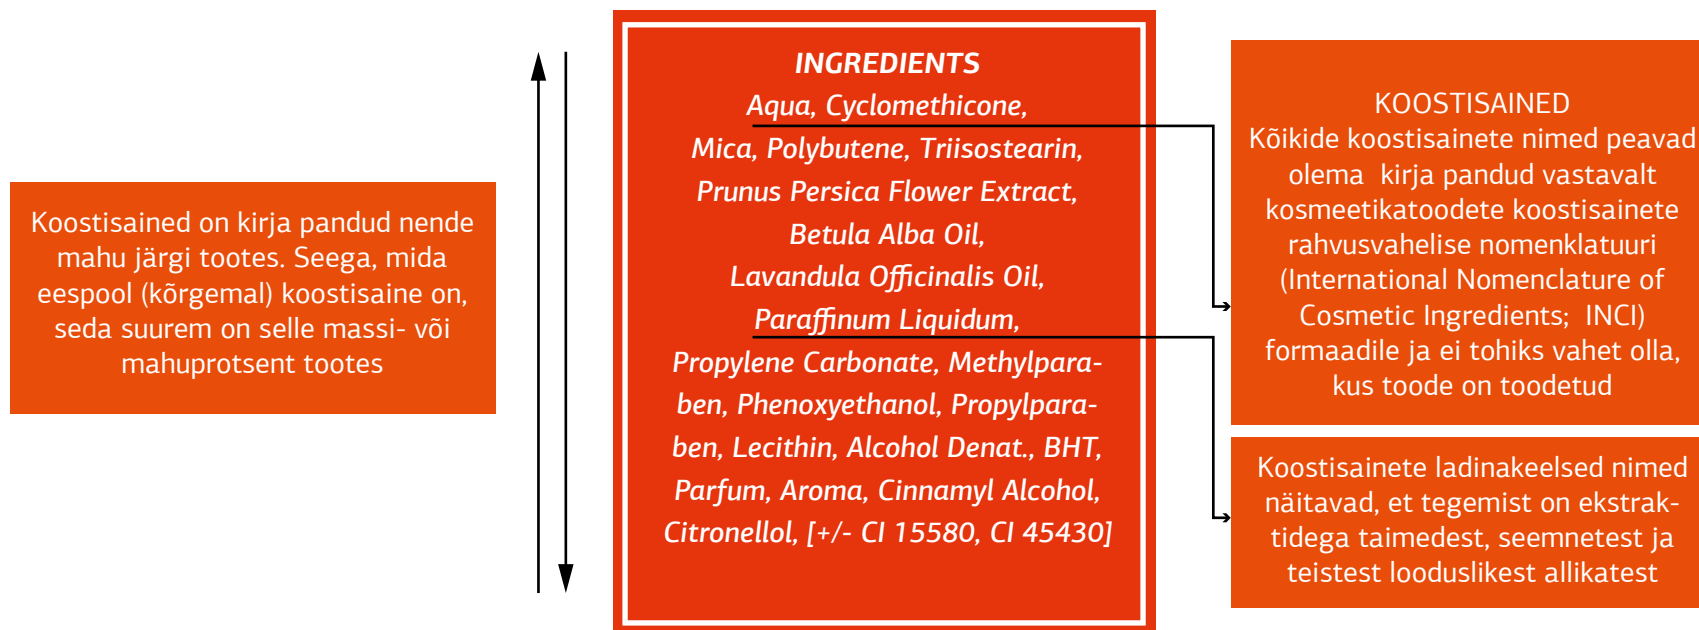 Koostisained on kirja pandud nende
mahu järgi tootes. Seega, mida
eespool (kõrgemal) koostisaine on,
seda suurem on selle massi- või
mahuprotsent tootes
INGREDIENTS
Aqua, Cyclomethicone,
Mica, Polybutene, Triisostearin,
Prunus Persica Flower Extract,
Betula Alba Oil,
Lavandula Officinalis Oil,
Paraffinum Liquidum,
Propylene Carbonate, Methylpara-
ben, Phenoxyethanol, Propylpara-
ben, Lecithin, Alcohol Denat., BHT,
Parfum, Aroma, Cinnamyl Alcohol,
Citronellol, [+/- CI 15580, CI 45430]
KOOSTISAINED
Kõikide koostisainete nimed peavad
olema kirja pandud vastavalt
kosmeetikatoodete koostisainete
rahvusvahelise nomenklatuuri
(International Nomenclature of
Cosmetic Ingredients; INCI)
formaadile ja ei tohiks vahet olla,
kus toode on toodetud
Koostisainete ladinakeelsed nimed
näitavad, et tegemist on ekstrak-
tidega taimedest, seemnetest ja
teistest looduslikest allikatest